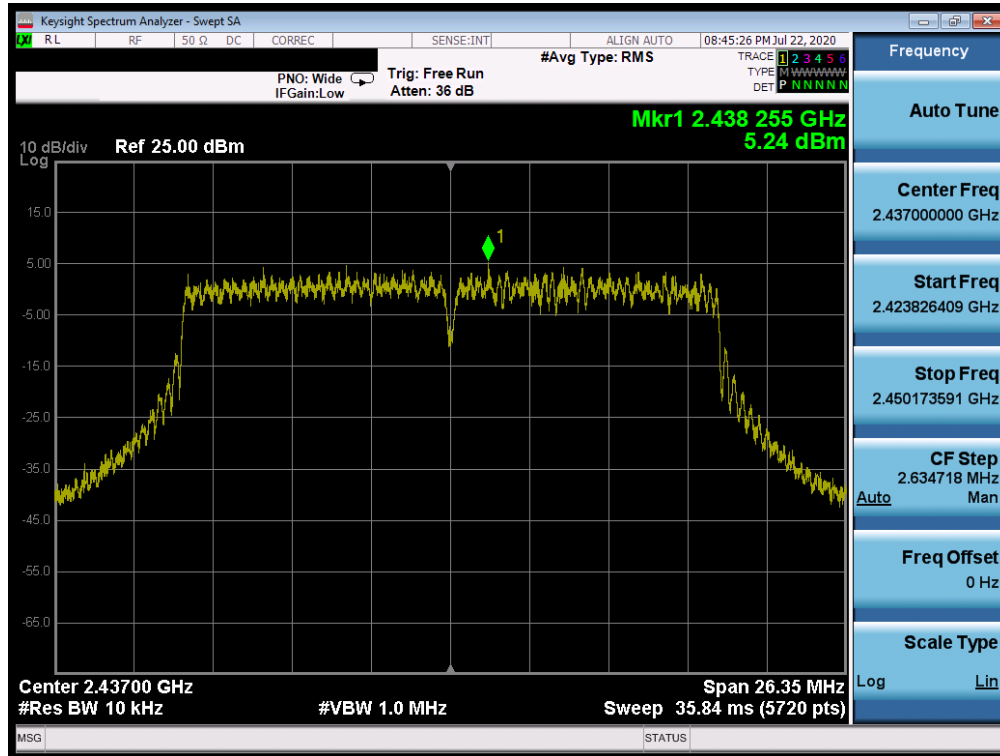 Keysight Spectrum Analyzer - Swept SA
LXI RL RF 50 Ω DC CORREC SENSE:INT ALIGN AUTO 08:45:26 PM Jul 22, 2020
#Avg Type: RMS
TRACE 1 2 3 4 5 6
PNO: Wide
Trig: Free Run
TYPE M W W W W W
IFGain:Low
Atten: 36 dB
DET P N N N N N
Mkr1 2.438 255 GHz
5.24 dBm
10 dB/div Ref 25.00 dBm
Log
15.0
1
5.00
-5.00
-15.0
-25.0
-35.0
-45.0
-55.0
-65.0
Center 2.43700 GHz Span 26.35 MHz
#Res BW 10 kHz #VBW 1.0 MHz Sweep 35.84 ms (5720 pts)
MSG STATUS
Frequency
Auto Tune
Center Freq
2.437000000 GHz
Start Freq
2.423826409 GHz
Stop Freq
2.450173591 GHz
CF Step
2.634718 MHz
Auto Man
Freq Offset
0 Hz
Scale Type
Log Lin